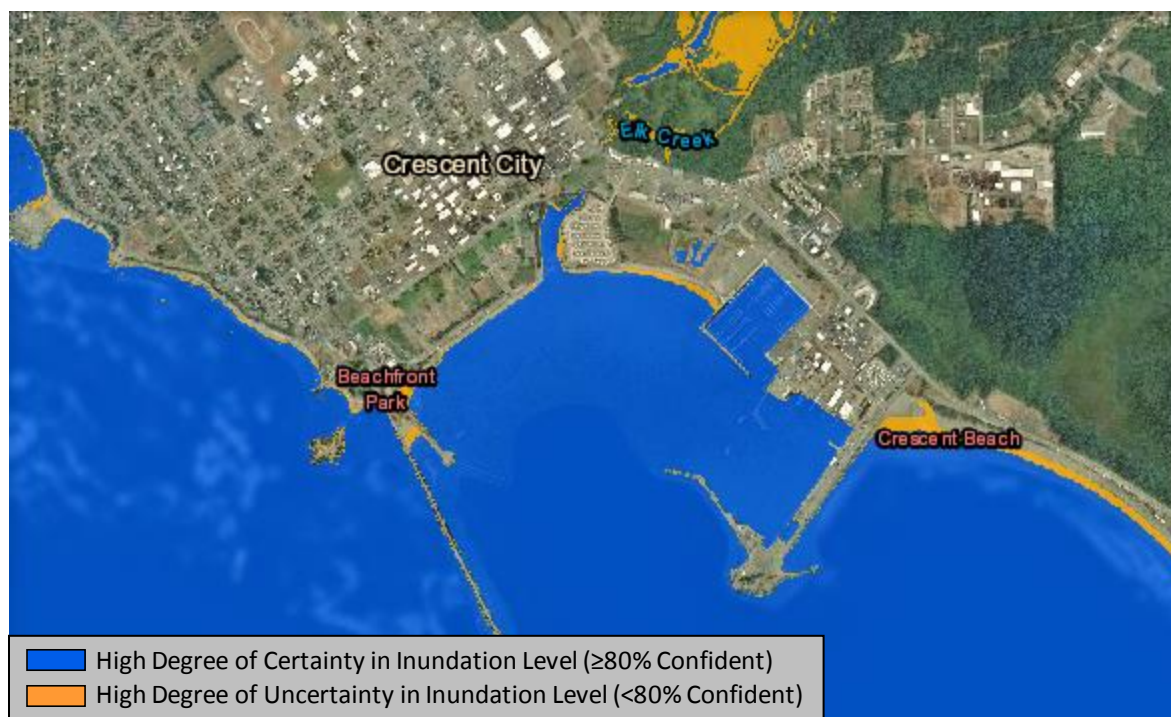 Elk Creek
Crescent City
Beachfront
Park
Crescent Beach
High Degree of Certainty in Inundation Level (≥80% Confident)
High Degree of Uncertainty in Inundation Level (<80% Confident)